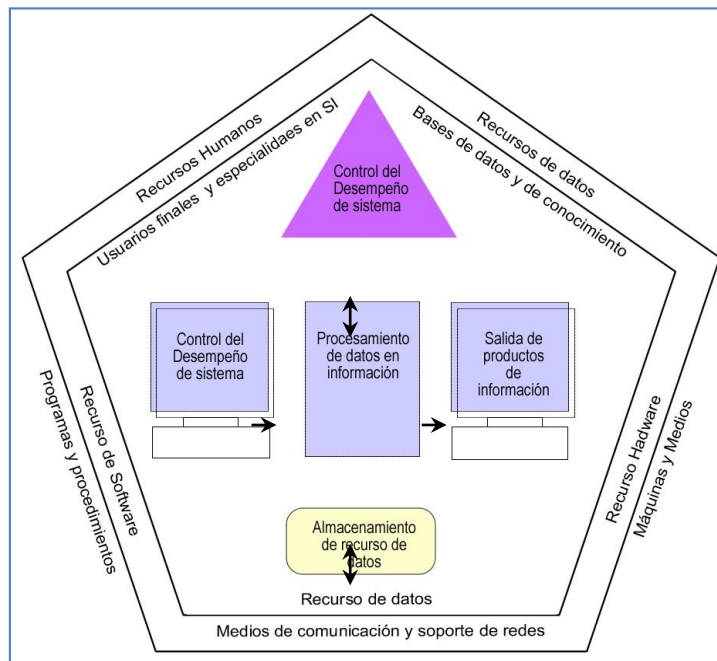 Recursos Humanos
Usuarios finales y especialidaes en SI
Recursos de datos
Bases de datos y de conocimiento
Control del
Desempeño
de sistema
Control del
Desempeño
de sistema
Procesamiento
de datos en
información
Salida de
productos
de
información
Programas y procedimientos
Recurso de Software
Recurso Hadware
Máquinas y Medios
Almacenamiento
de recurso de
datos
Recurso de datos
Medios de comunicación y soporte de redes